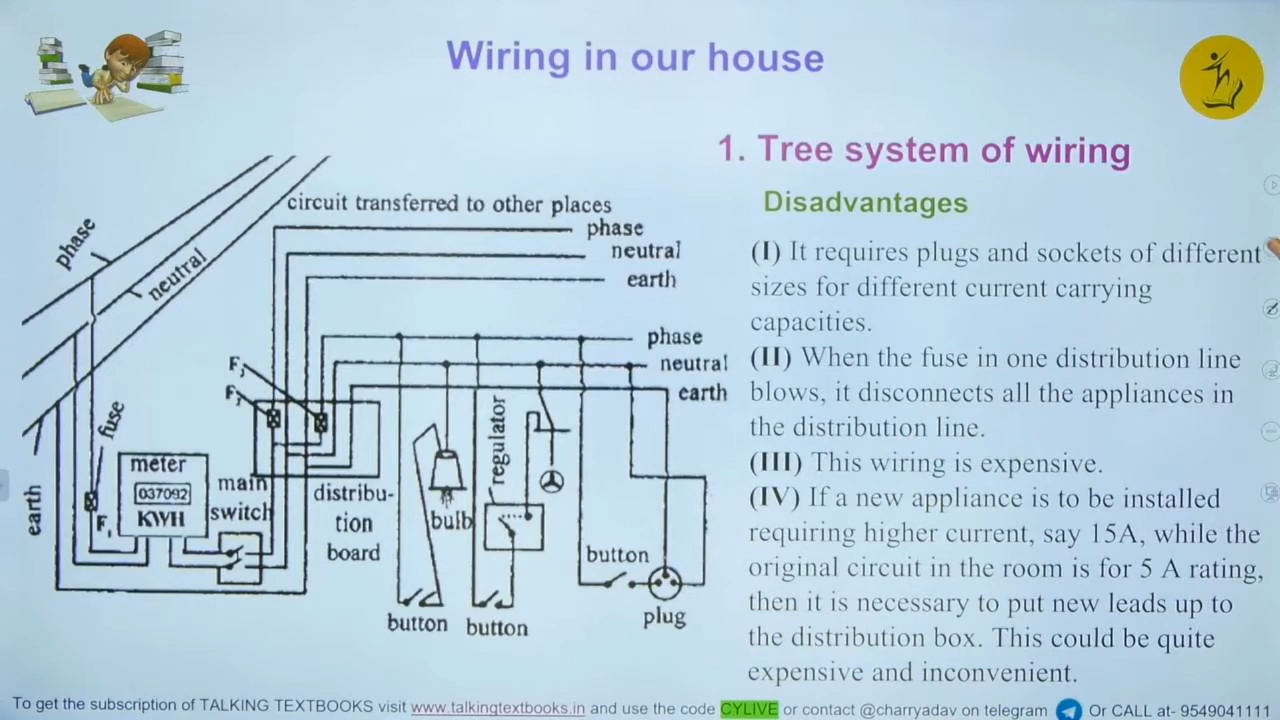 Wiring in our house
1. Tree system of wiring
Disadvantages
(I) It requires plugs and sockets of different
sizes for different current carrying
capacities.
(II) When the fuse in one distribution line
blows, it disconnects all the appliances in
the distribution line.
(III) This wiring is expensive.
(IV) If a new appliance is to be installed
requiring higher current, say 15A, while the
original circuit in the room is for 5 A rating,
then it is necessary to put new leads up to
the distribution box. This could be quite
expensive and inconvenient.
circuit transferred to other places
phase
neutral
earth
phase
neutral
phase
neutral
earth
F3
F2
fuse
earth
F1
meter
037092
KWH
main
switch
distribu-
tion
board
bulb
regulator
button
button
button
plug
To get the subscription of TALKING TEXTBOOKS visit www.talkingtextbooks.in and use the code CYLIVE or contact @charryadav on telegram Or CALL at- 9549041111